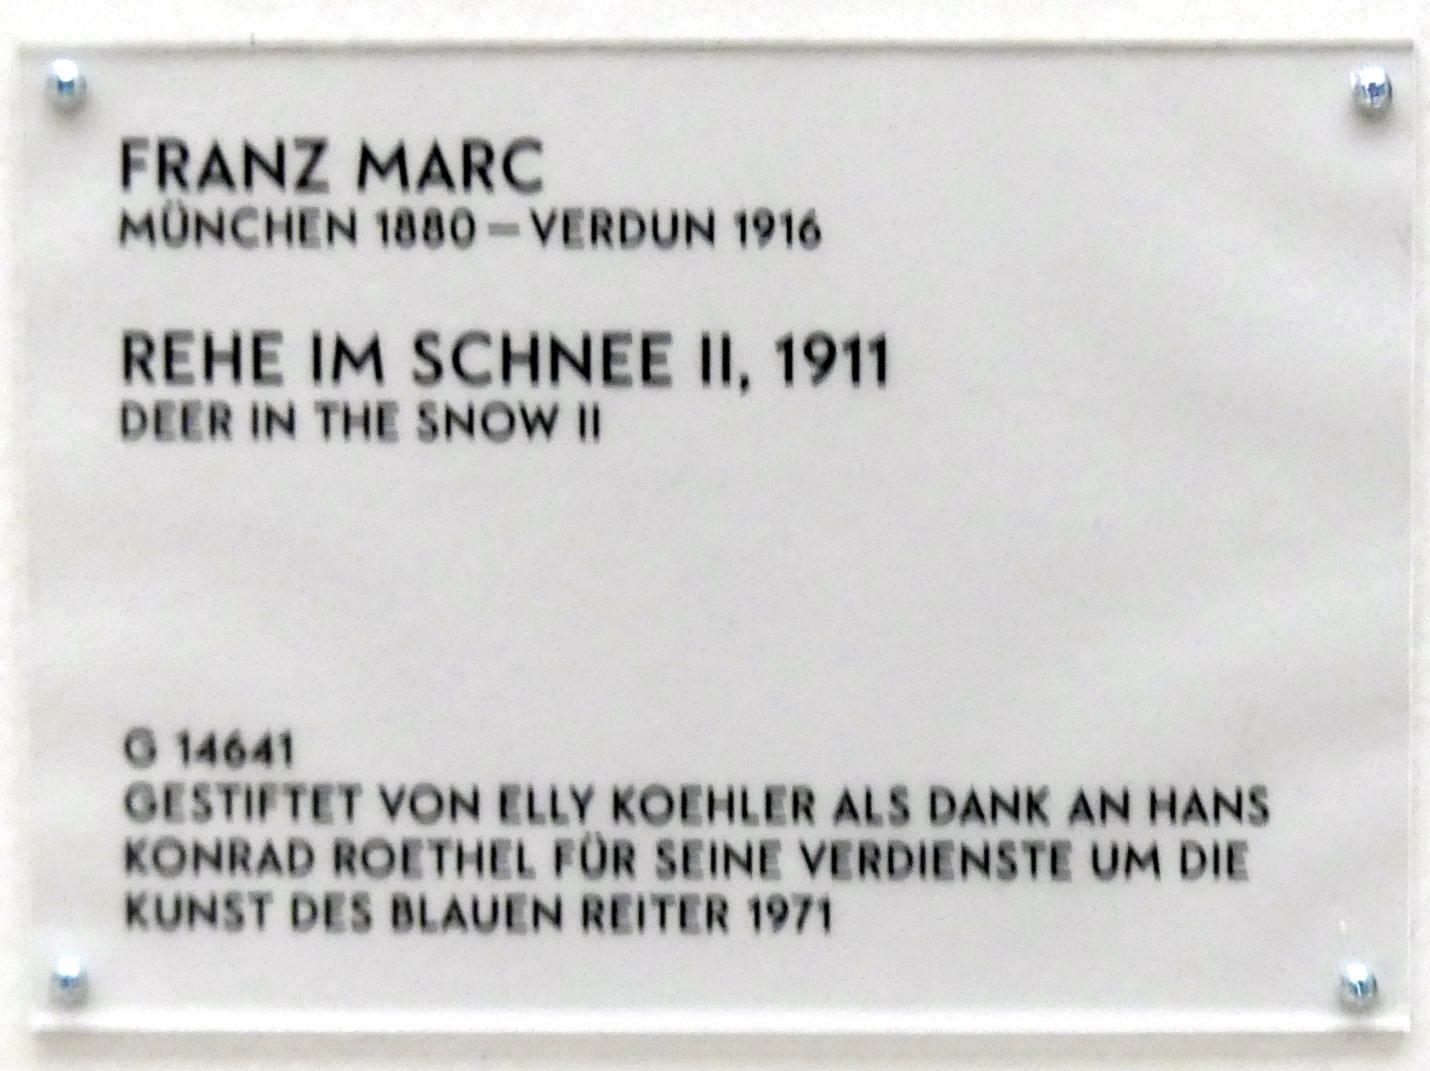 FRANZ MARC
MÜNCHEN 1880 – VERDUN 1916
REHE IM SCHNEE II, 1911
DEER IN THE SNOW II
G 14641
GESTIFTET VON ELLY KOEHLER ALS DANK AN HANS
KONRAD ROETHEL FÜR SEINE VERDIENSTE UM DIE
KUNST DES BLAUEN REITER 1971